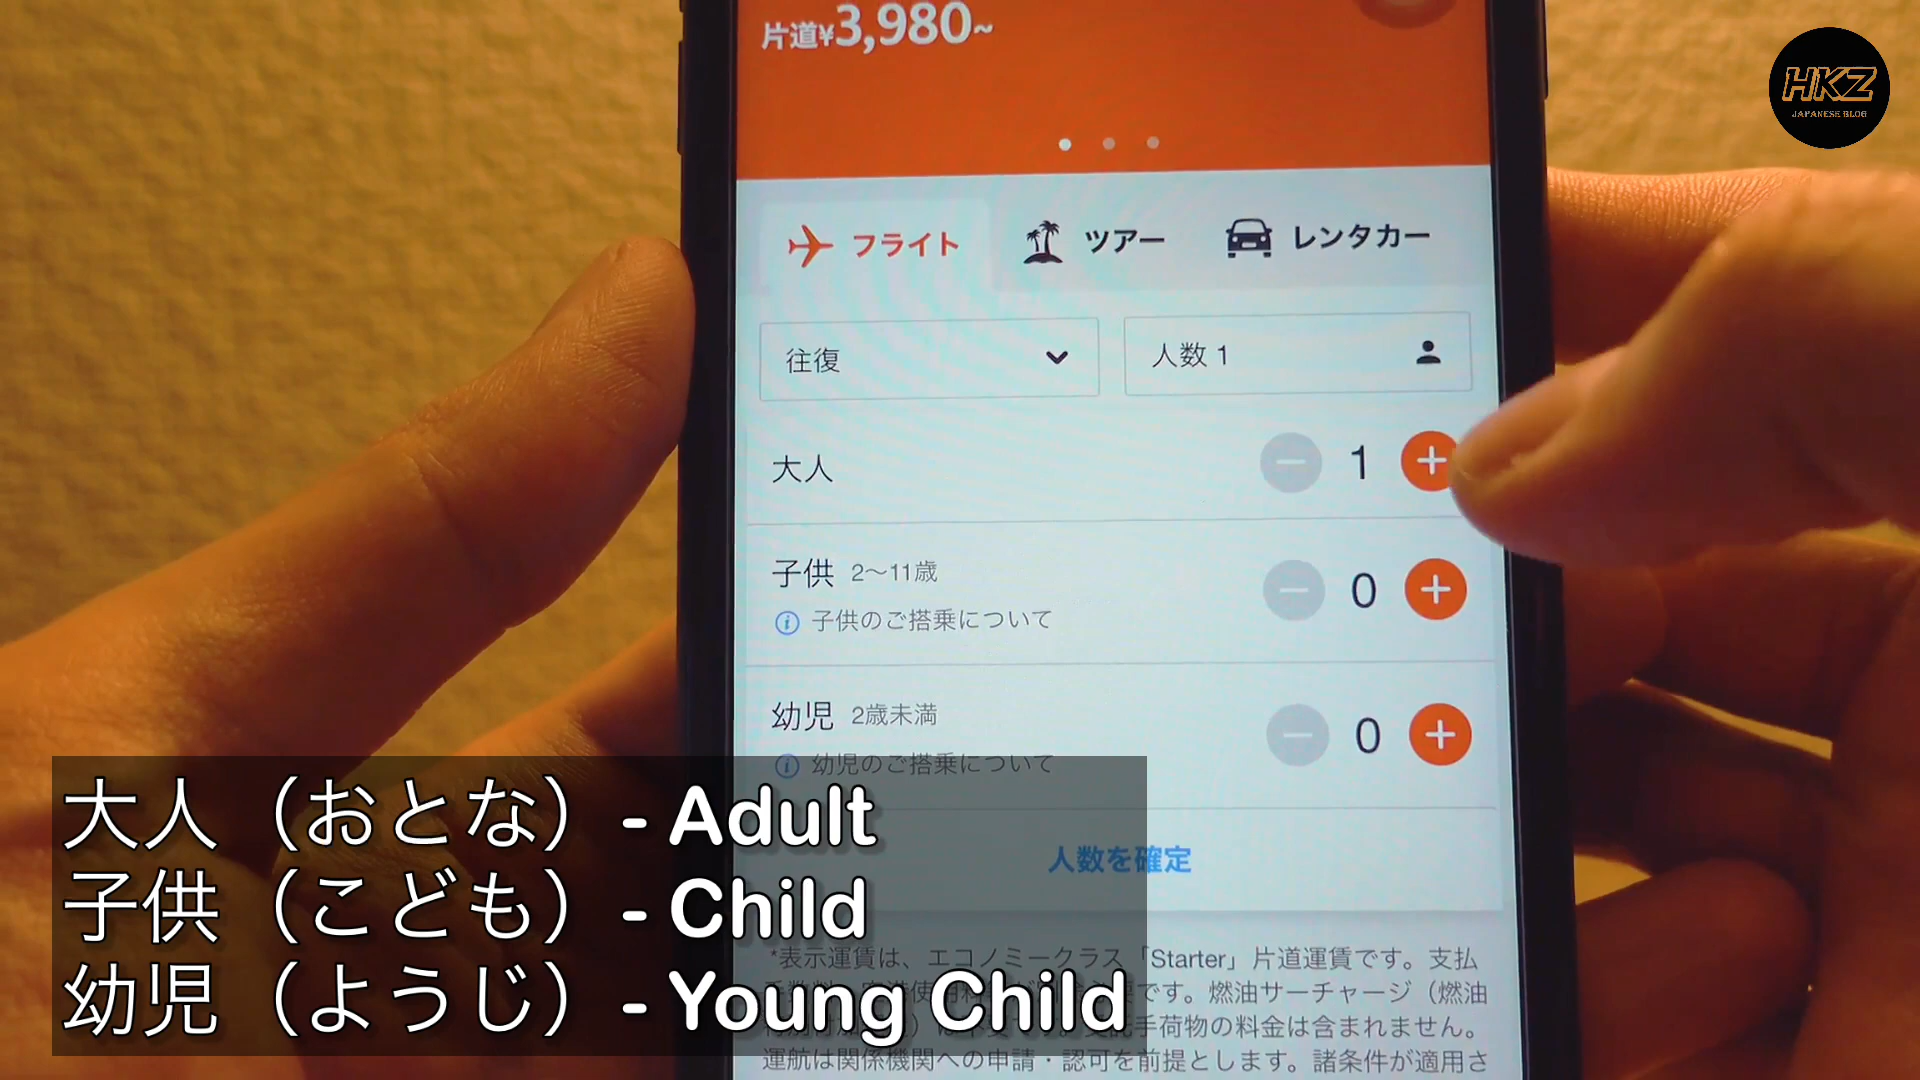 片道¥3,980~
HKZ
JAPANESE BLOG
フライト
ツアー
レンタカー
往復
人数 1
大人
1
子供 2〜11歳
0
子供のご搭乗について
幼児 2歳未満
0
幼児のご搭乗について
人数を確定
大人（おとな）- Adult
子供（こども）- Child
幼児（ようじ）- Young Child
*表示運賃は、エコノミークラス「Starter」片道運賃です。支払
です。燃油サーチャージ（燃油
手荷物の料金は含まれません。
運航は関係機関への申請・認可を前提とします。諸条件が適用さ